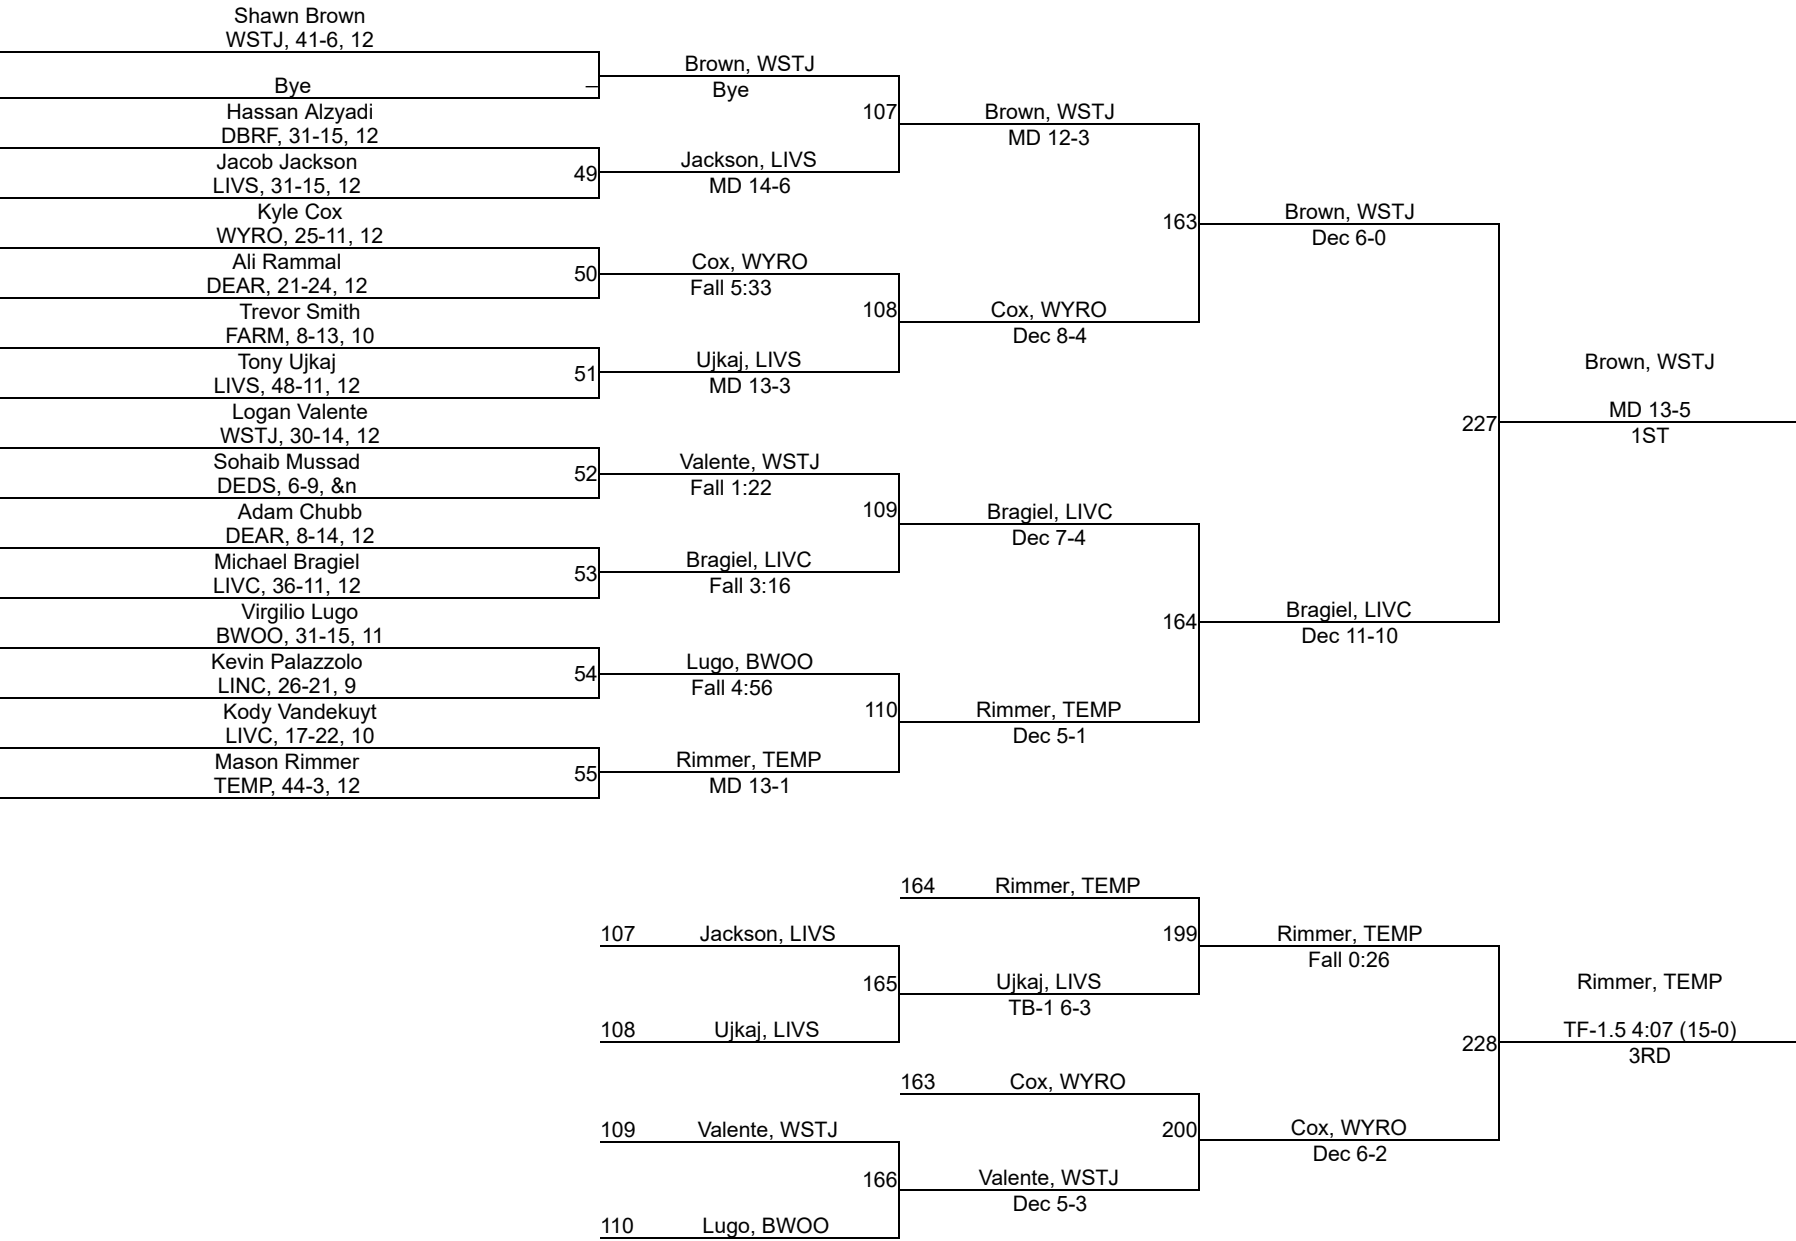 Shawn Brown
WSTJ, 41-6, 12
Bye
Hassan Alzyadi
DBRF, 31-15, 12
Jacob Jackson
LIVS, 31-15, 12
49
Kyle Cox
WYRO, 25-11, 12
Ali Rammal
DEAR, 21-24, 12
50
Trevor Smith
FARM, 8-13, 10
Tony Ujkaj
LIVS, 48-11, 12
51
Logan Valente
WSTJ, 30-14, 12
Sohaib Mussad
DEDS, 6-9, &n
52
Adam Chubb
DEAR, 8-14, 12
Michael Bragiel
LIVC, 36-11, 12
53
Virgilio Lugo
BWOO, 31-15, 11
Kevin Palazzolo
LINC, 26-21, 9
54
Kody Vandekuyt
LIVC, 17-22, 10
Mason Rimmer
TEMP, 44-3, 12
55
Brown, WSTJ
Bye
107
Jackson, LIVS
MD 14-6
Cox, WYRO
Fall 5:33
108
Ujkaj, LIVS
MD 13-3
Valente, WSTJ
Fall 1:22
109
Bragiel, LIVC
Fall 3:16
Lugo, BWOO
Fall 4:56
110
Rimmer, TEMP
MD 13-1
Brown, WSTJ
MD 12-3
163
Cox, WYRO
Dec 8-4
Bragiel, LIVC
Dec 7-4
164
Rimmer, TEMP
Dec 5-1
Brown, WSTJ
Dec 6-0
227
Bragiel, LIVC
Dec 11-10
Brown, WSTJ
MD 13-5
1ST
164 Rimmer, TEMP
107 Jackson, LIVS
165
108 Ujkaj, LIVS
Ujkaj, LIVS
TB-1 6-3
199
163 Cox, WYRO
109 Valente, WSTJ
166
110 Lugo, BWOO
Valente, WSTJ
Dec 5-3
200
Rimmer, TEMP
Fall 0:26
228
Cox, WYRO
Dec 6-2
Rimmer, TEMP
TF-1.5 4:07 (15-0)
3RD